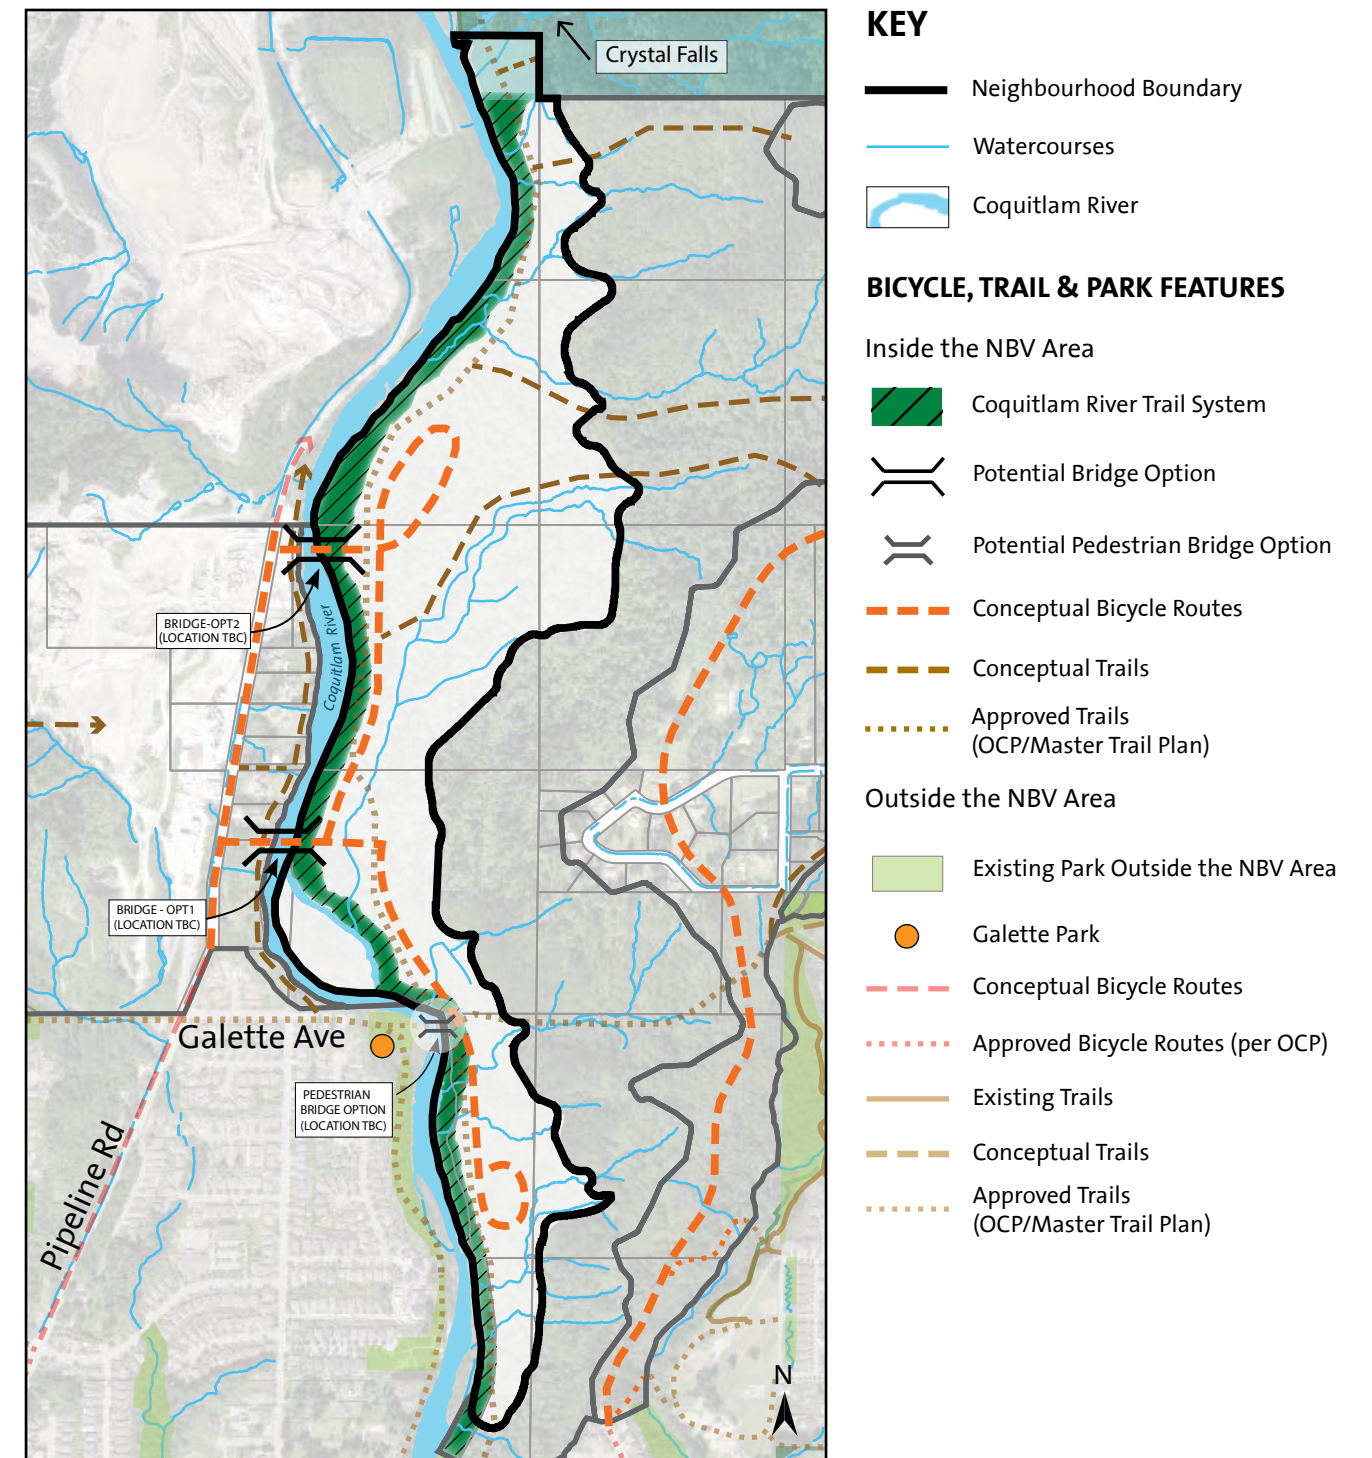 Crystal Falls
BRIDGE-OPT2
(LOCATION TBC)
Coquitlam River
BRIDGE - OPT1
(LOCATION TBC)
Galette Ave
PEDESTRIAN
BRIDGE OPTION
(LOCATION TBC)
Pipeline Rd
N
KEY
Neighbourhood Boundary
Watercourses
Coquitlam River
BICYCLE, TRAIL & PARK FEATURES
Inside the NBV Area
Coquitlam River Trail System
Potential Bridge Option
Potential Pedestrian Bridge Option
Conceptual Bicycle Routes
Conceptual Trails
Approved Trails
(OCP/Master Trail Plan)
Outside the NBV Area
Existing Park Outside the NBV Area
Galette Park
Conceptual Bicycle Routes
Approved Bicycle Routes (per OCP)
Existing Trails
Conceptual Trails
Approved Trails
(OCP/Master Trail Plan)